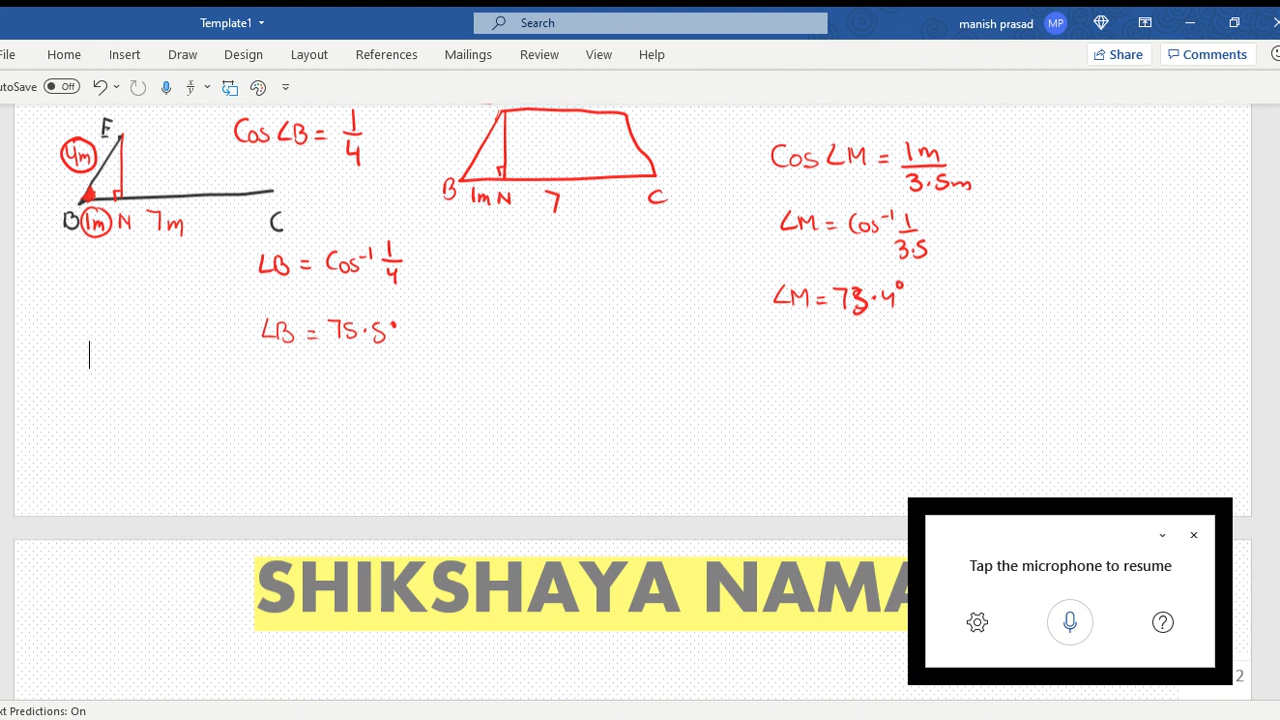 Template1
Search
manish prasad
MP
File
Home
Insert
Draw
Design
Layout
References
Mailings
Review
View
Help
Share
Comments
AutoSave
Off
E
4m
B 1m N 7m C
Cos ∠B = 1/4
∠B = Cos⁻¹ 1/4
∠B = 75.5°
B 1m N 7 C
Cos ∠M = 1m/3.5m
∠M = Cos⁻¹ 1/3.5
∠M = 73.4°
SHIKSHAYA NAMA
Tap the microphone to resume
2
Text Predictions: On